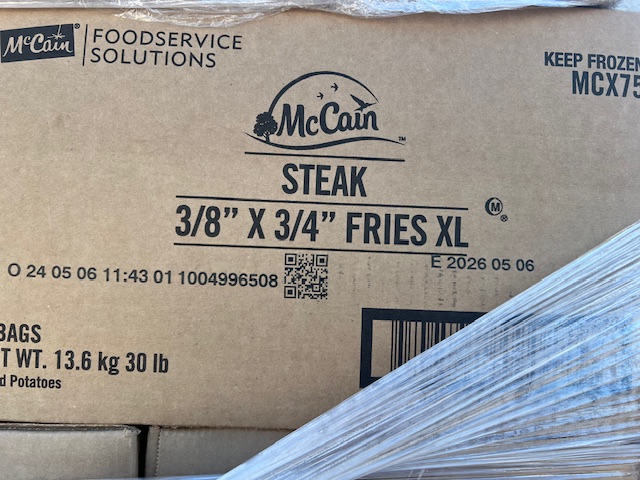 McCain
FOODSERVICE
SOLUTIONS
KEEP FROZEN
MCX75
McCain™
STEAK
3/8” X 3/4” FRIES XL
M®
O 24 05 06 11:43 01 1004996508
E 2026 05 06
BAGS
T WT. 13.6 kg 30 lb
d Potatoes